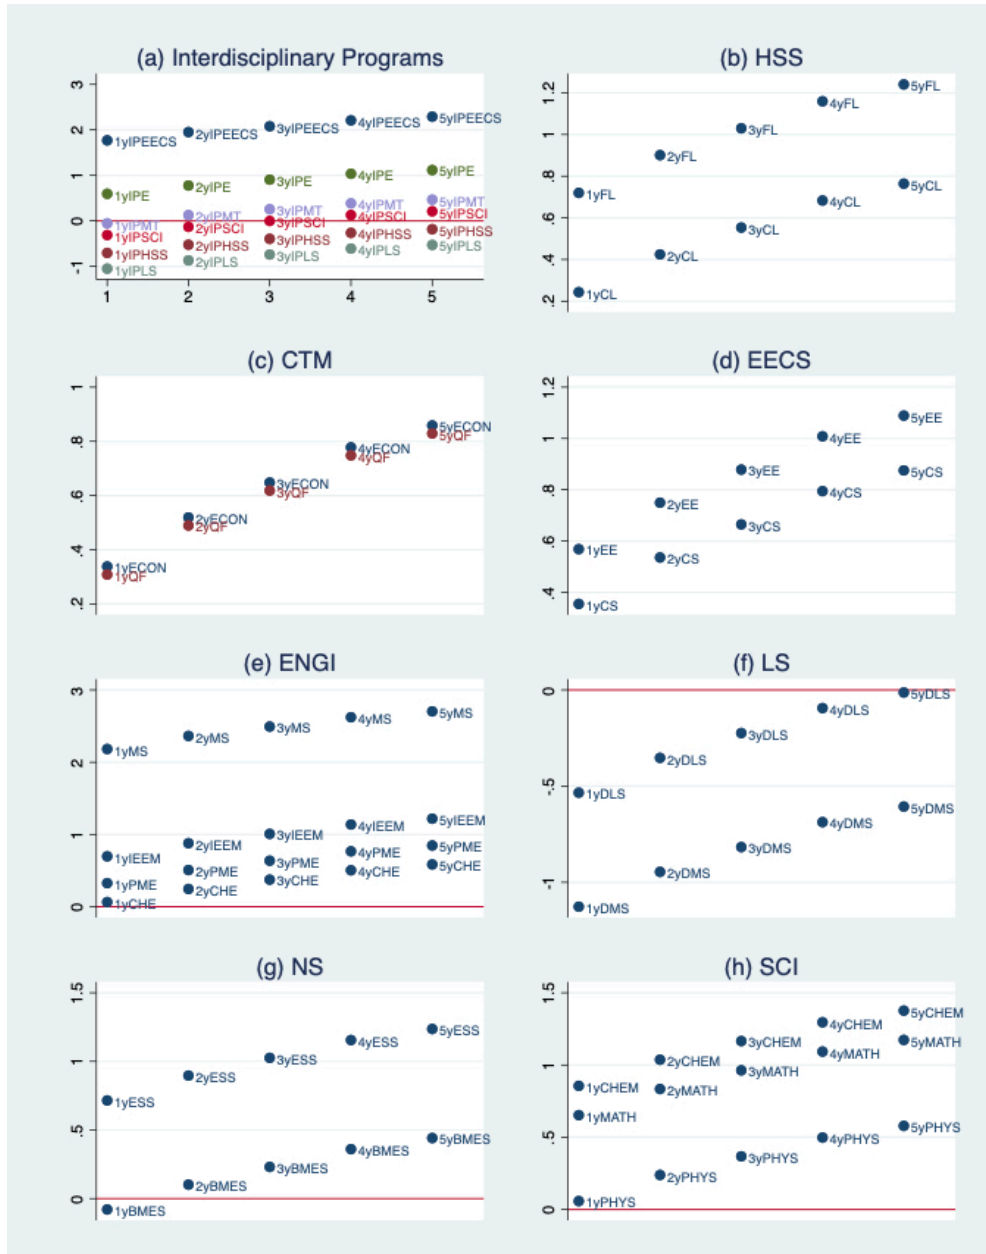 (a) Interdisciplinary Programs
3
2
1
0
-1
1yIPEECS
2yIPEECS
3yIPEECS
4yIPEECS
5yIPEECS
1yIPE
2yIPE
3yIPE
4yIPE
5yIPE
1yIPMT
2yIPMT
3yIPMT
4yIPMT
5yIPMT
1yIPSCI
2yIPSCI
3yIPSCI
4yIPSCI
5yIPSCI
1yIPHSS
2yIPHSS
3yIPHSS
4yIPHSS
5yIPHSS
1yIPLS
2yIPLS
3yIPLS
4yIPLS
5yIPLS
1 2 3 4 5
(b) HSS
1.2
1
.8
.6
.4
.2
1yFL
2yFL
3yFL
4yFL
5yFL
1yCL
2yCL
3yCL
4yCL
5yCL
(c) CTM
1
.8
.6
.4
.2
1yECON
2yECON
3yECON
4yECON
5yECON
1yQF
2yQF
3yQF
4yQF
5yQF
(d) EECS
1.2
1
.8
.6
.4
1yEE
2yEE
3yEE
4yEE
5yEE
1yCS
2yCS
3yCS
4yCS
5yCS
(e) ENGI
3
2
1
0
1yMS
2yMS
3yMS
4yMS
5yMS
1yIEEM
2yIEEM
3yIEEM
4yIEEM
5yIEEM
1yPME
2yPME
3yPME
4yPME
5yPME
1yCHE
2yCHE
3yCHE
4yCHE
5yCHE
(f) LS
0
-.5
-1
1yDLS
2yDLS
3yDLS
4yDLS
5yDLS
1yDMS
2yDMS
3yDMS
4yDMS
5yDMS
(g) NS
1.5
1
.5
0
1yESS
2yESS
3yESS
4yESS
5yESS
1yBMES
2yBMES
3yBMES
4yBMES
5yBMES
(h) SCI
1.5
1
.5
0
1yCHEM
2yCHEM
3yCHEM
4yCHEM
5yCHEM
1yMATH
2yMATH
3yMATH
4yMATH
5yMATH
1yPHYS
2yPHYS
3yPHYS
4yPHYS
5yPHYS